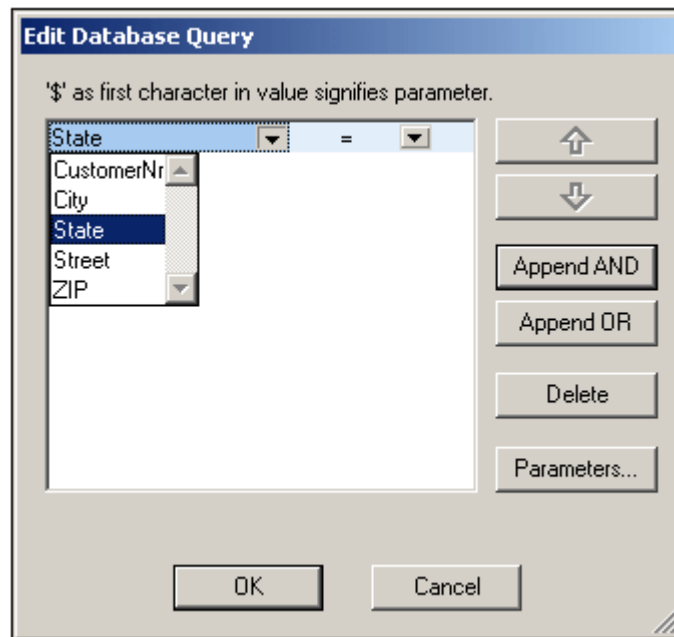 Edit Database Query
'$' as first character in value signifies parameter.
State =
CustomerNr
City
State
Street
ZIP
Append AND
Append OR
Delete
Parameters...
OK
Cancel